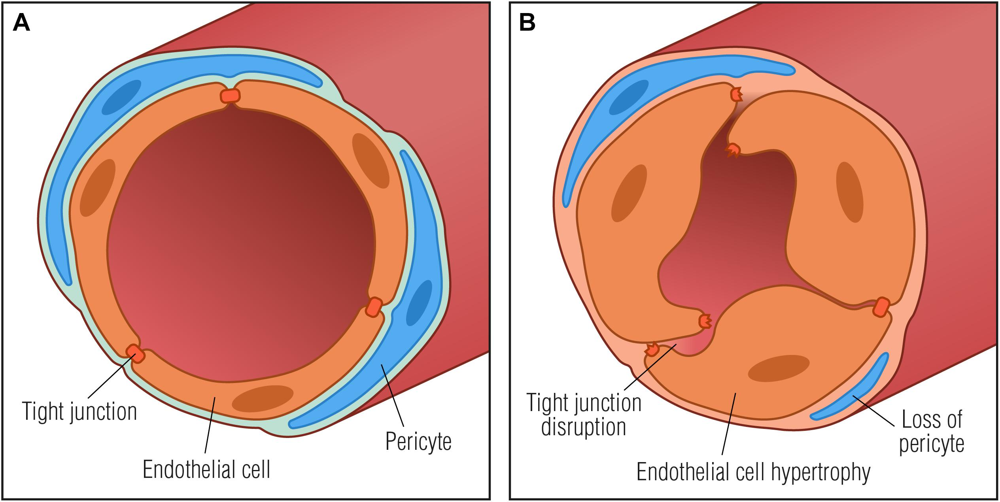 A
B
Tight junction
Endothelial cell
Pericyte
Tight junction
disruption
Endothelial cell hypertrophy
Loss of
pericyte